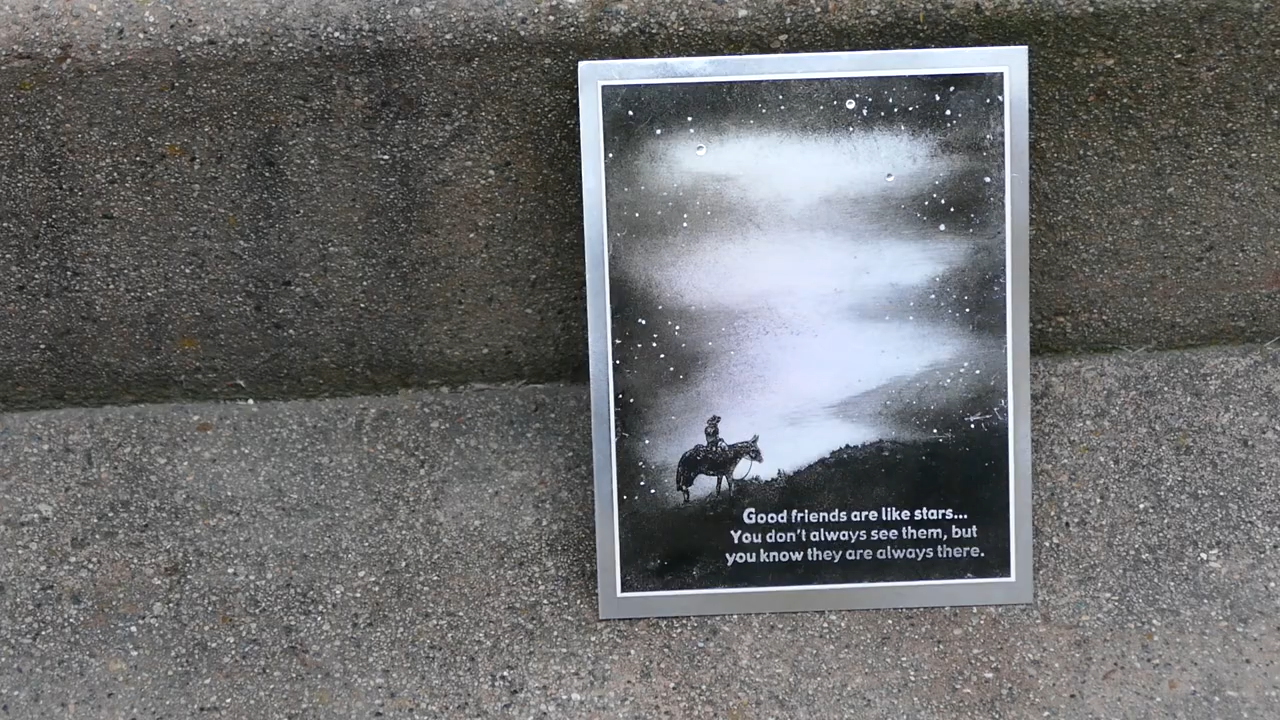 Good friends are like stars...
You don't always see them, but
you know they are always there.